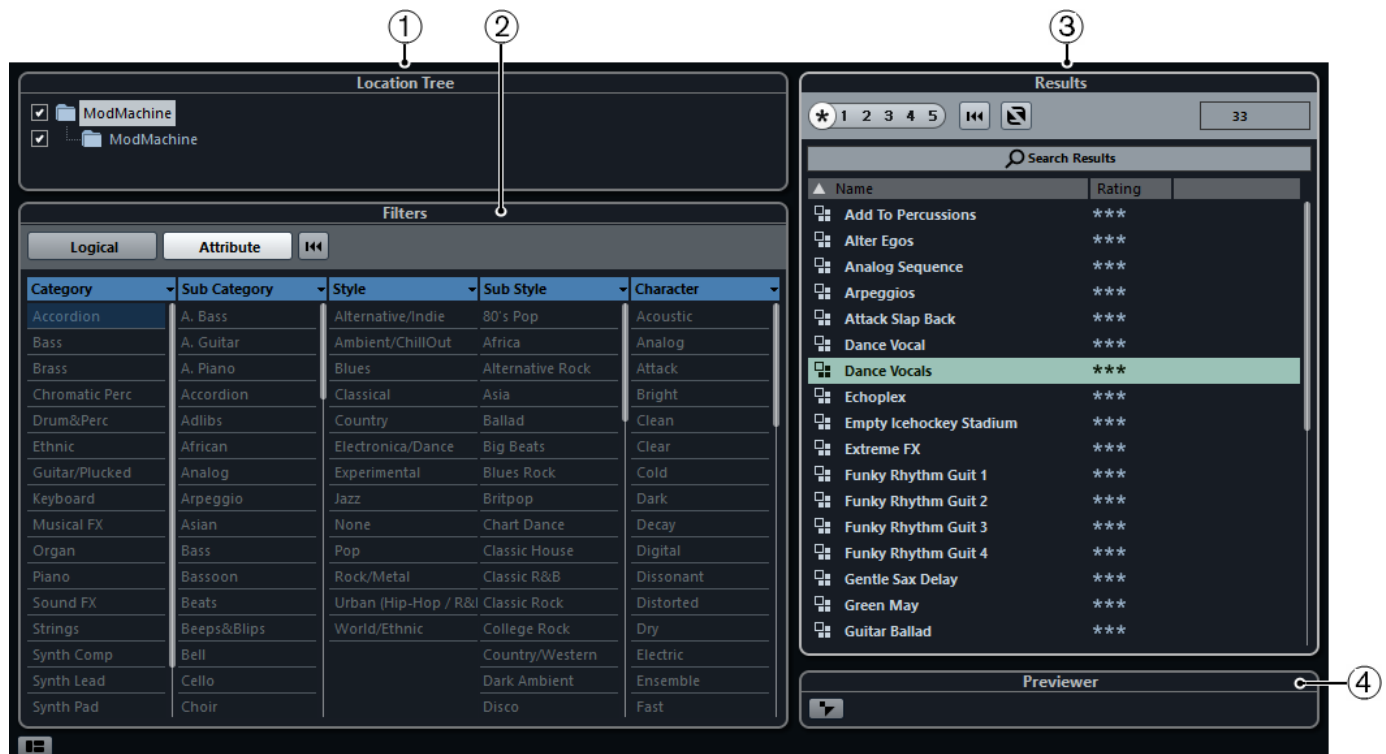 ① ② ③
Location Tree
ModMachine
ModMachine
Filters
Logical Attribute
Category Sub Category Style Sub Style Character
Accordion A. Bass Alternative/Indie 80's Pop Acoustic
Bass A. Guitar Ambient/ChillOut Africa Analog
Brass A. Piano Blues Alternative Rock Attack
Chromatic Perc Accordion Classical Asia Bright
Drum&Perc Adlibs Country Ballad Clean
Ethnic African Electronica/Dance Big Beats Clear
Guitar/Plucked Analog Experimental Blues Rock Cold
Keyboard Arpeggio Jazz Britpop Dark
Musical FX Asian None Chart Dance Decay
Organ Bass Pop Classic House Digital
Piano Bassoon Rock/Metal Classic R&B Dissonant
Sound FX Beats Urban (Hip-Hop / R&I Classic Rock Distorted
Strings Beeps&Blips World/Ethnic College Rock Dry
Synth Comp Bell Country/Western Electric
Synth Lead Cello Dark Ambient Ensemble
Synth Pad Choir Disco Fast
Results
* 1 2 3 4 5 33
Search Results
Name Rating
Add To Percussions ***
Alter Egos ***
Analog Sequence ***
Arpeggios ***
Attack Slap Back ***
Dance Vocal ***
Dance Vocals ***
Echoplex ***
Empty Icehockey Stadium ***
Extreme FX ***
Funky Rhythm Guit 1 ***
Funky Rhythm Guit 2 ***
Funky Rhythm Guit 3 ***
Funky Rhythm Guit 4 ***
Gentle Sax Delay ***
Green May ***
Guitar Ballad ***
Previewer ④